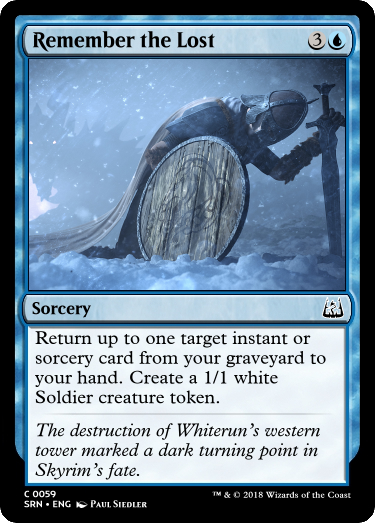 Remember the Lost 3
Sorcery
Return up to one target instant or
sorcery card from your graveyard to
your hand. Create a 1/1 white
Soldier creature token.
The destruction of Whiterun's western
tower marked a dark turning point in
Skyrim's fate.
C 0059
SRN • ENG Paul Siedler
™ & © 2018 Wizards of the Coast